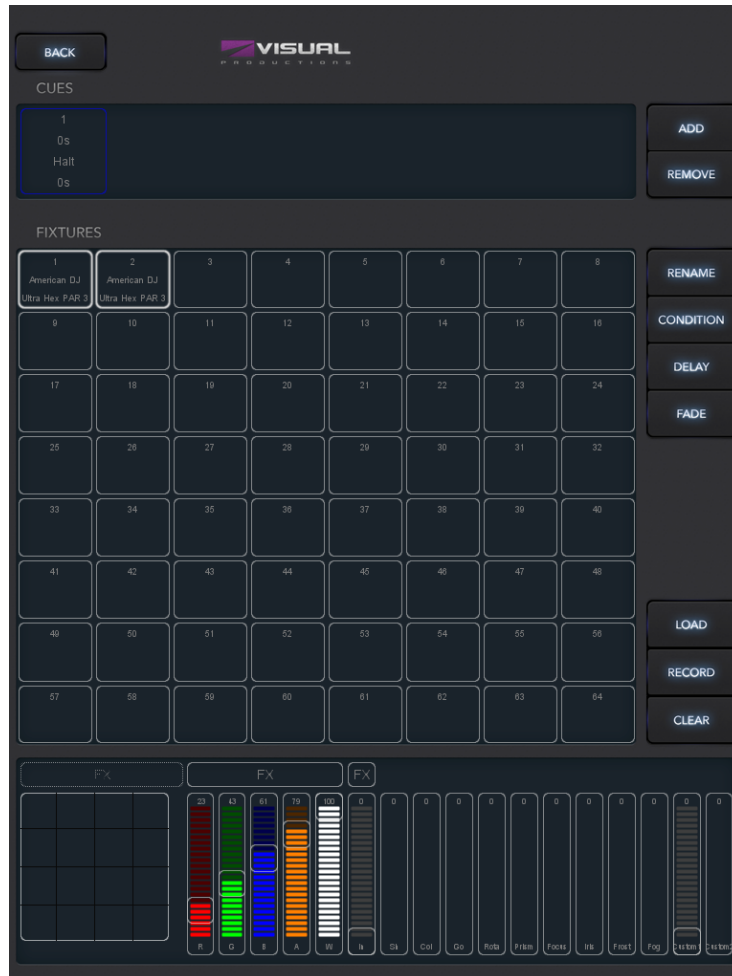 BACK
VISUAL
PRODUCTIONS
CUES
1
0s
Halt
0s
ADD
REMOVE
FIXTURES
1
American DJ
Ultra Hex PAR 3
2
American DJ
Ultra Hex PAR 3
3 4 5 6 7 8
9 10 11 12 13 14 15 16
17 18 19 20 21 22 23 24
25 26 27 28 29 30 31 32
33 34 35 36 37 38 39 40
41 42 43 44 45 46 47 48
49 50 51 52 53 54 55 56
57 58 59 60 61 62 63 64
RENAME
CONDITION
DELAY
FADE
LOAD
RECORD
CLEAR
FX FX FX
23 43 61 79 100 0 0 0 0 0 0 0 0 0 0 0 0
R G B A W In Sh Col Go Rota Prism Focus Iris Frost Fog Custom1 Custom2